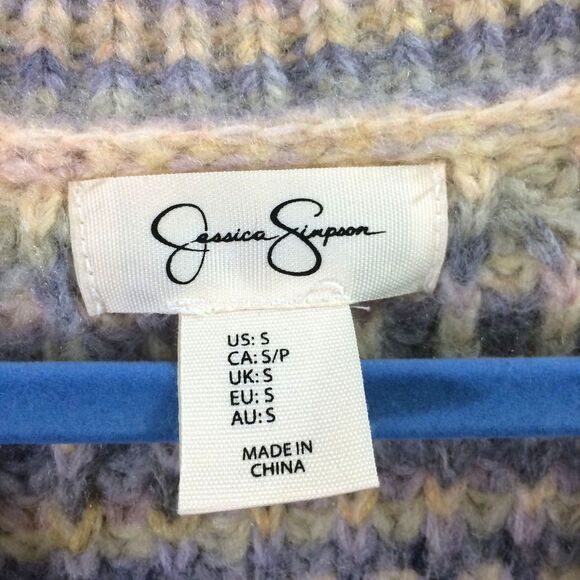 Jessica Simpson
US: S
CA: S/P
UK: S
EU: S
AU: S
MADE IN
CHINA